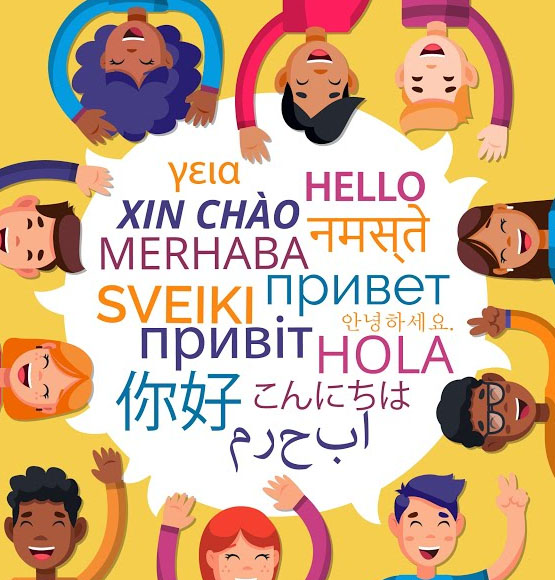 γεια
HELLO
XIN CHÀO
नमस्ते
MERHABA
привет
SVEIKI
안녕하세요.
привіт
HOLA
你好
こんにちは
ابحرم